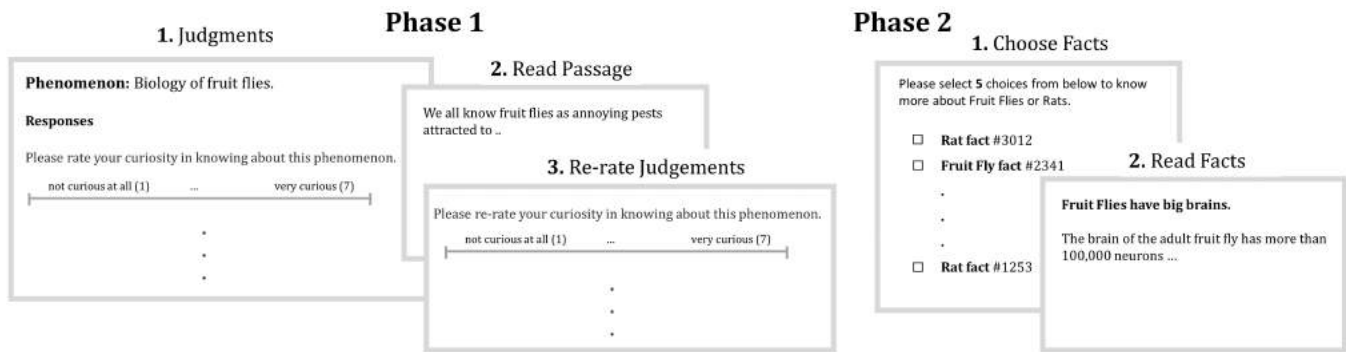 Phase 1
1. Judgments
Phenomenon: Biology of fruit flies.
Responses
Please rate your curiosity in knowing about this phenomenon.
not curious at all (1) ... very curious (7)
.
.
.
2. Read Passage
We all know fruit flies as annoying pests
attracted to ..
3. Re-rate Judgements
Please re-rate your curiosity in knowing about this phenomenon.
not curious at all (1) ... very curious (7)
.
.
.
Phase 2
1. Choose Facts
Please select 5 choices from below to know
more about Fruit Flies or Rats.
☐ Rat fact #3012
☐ Fruit Fly fact #2341
.
.
.
☐ Rat fact #1253
2. Read Facts
Fruit Flies have big brains.
The brain of the adult fruit fly has more than
100,000 neurons ...